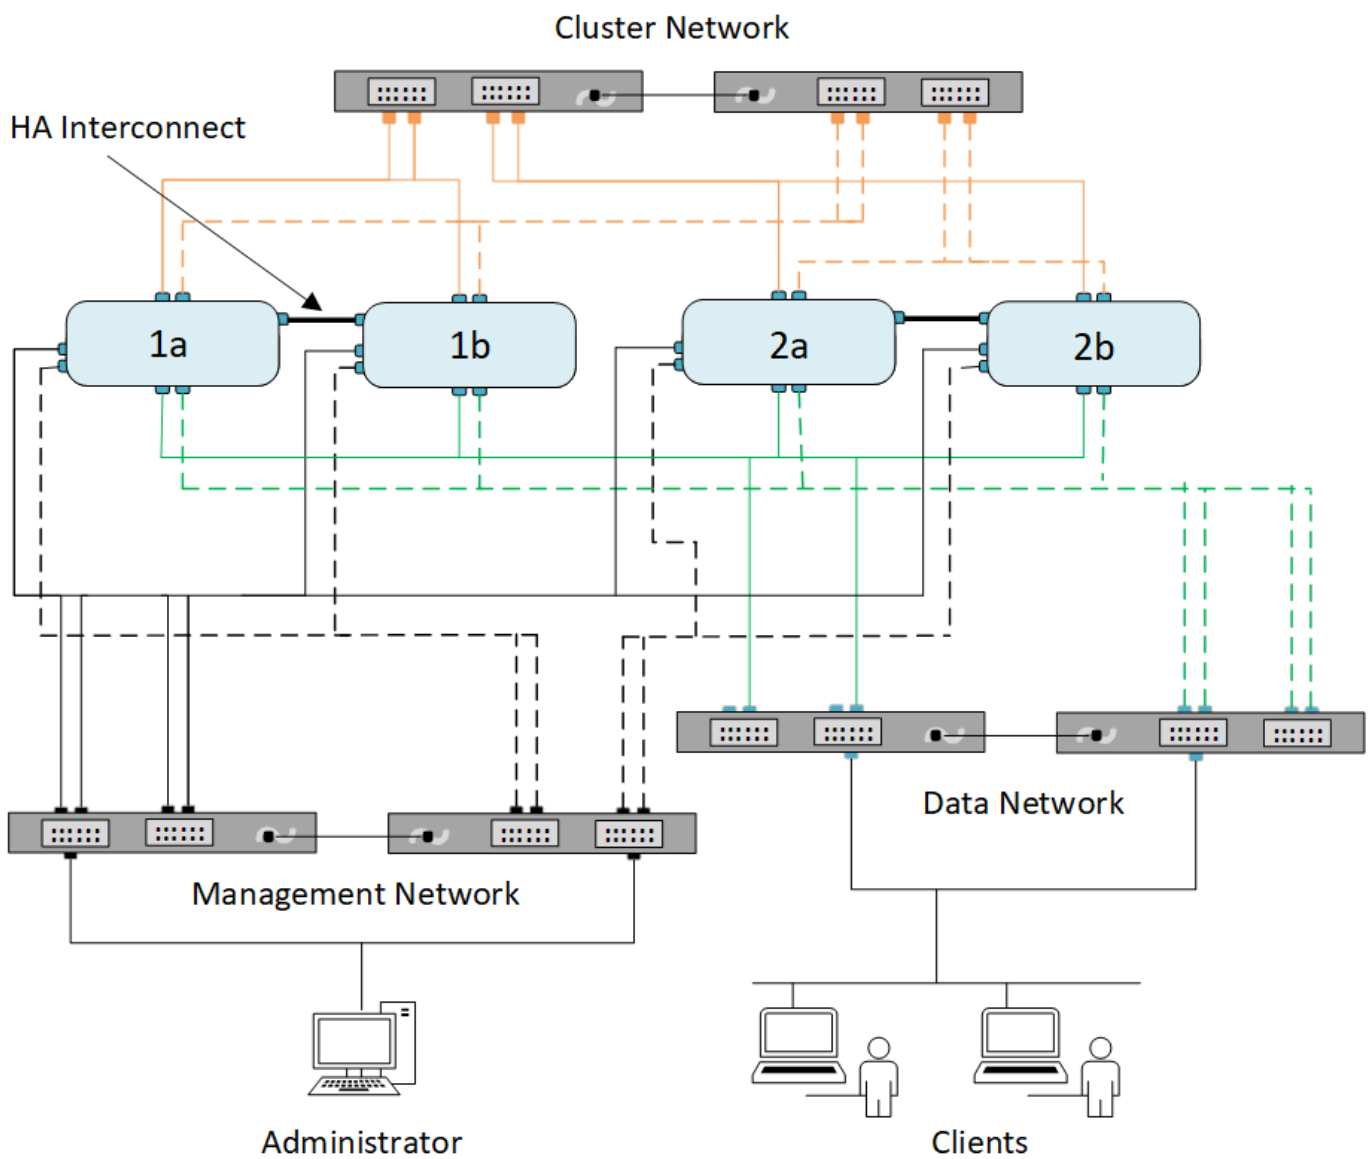 Cluster Network
HA Interconnect
1a
1b
2a
2b
Data Network
Management Network
Administrator
Clients